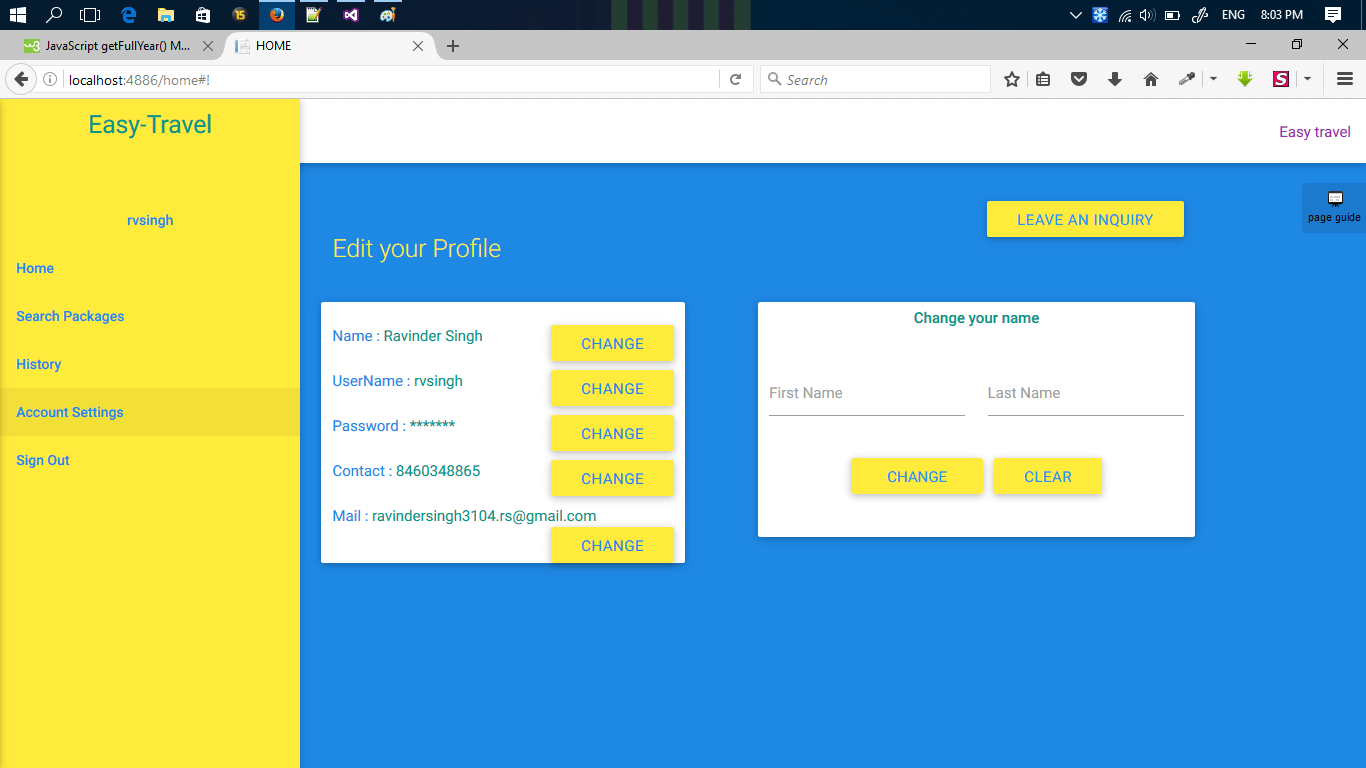 ENG 8:03 PM
JavaScript getFullYear() M...
HOME
localhost:4886/home#!
Search
Easy-Travel
Easy travel
rvsingh
Home
Search Packages
History
Account Settings
Sign Out
LEAVE AN INQUIRY
page guide
Edit your Profile
Name : Ravinder Singh
CHANGE
UserName : rvsingh
CHANGE
Password : *******
CHANGE
Contact : 8460348865
CHANGE
Mail : ravindersingh3104.rs@gmail.com
CHANGE
Change your name
First Name Last Name
CHANGE CLEAR